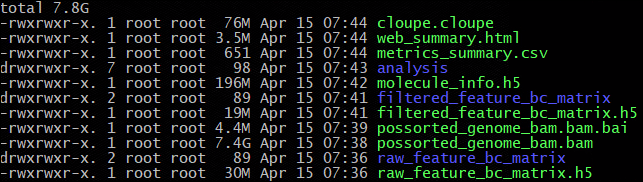 total 7.8G
-rwxrwxr-x. 1 root root  76M Apr 15 07:44 cloupe.cloupe
-rwxrwxr-x. 1 root root 3.5M Apr 15 07:44 web_summary.html
-rwxrwxr-x. 1 root root  651 Apr 15 07:44 metrics_summary.csv
drwxrwxr-x. 7 root root   98 Apr 15 07:43 analysis
-rwxrwxr-x. 1 root root 196M Apr 15 07:42 molecule_info.h5
drwxrwxr-x. 2 root root   89 Apr 15 07:41 filtered_feature_bc_matrix
-rwxrwxr-x. 1 root root  19M Apr 15 07:41 filtered_feature_bc_matrix.h5
-rwxrwxr-x. 1 root root 4.4M Apr 15 07:39 possorted_genome_bam.bam.bai
-rwxrwxr-x. 1 root root 7.4G Apr 15 07:38 possorted_genome_bam.bam
drwxrwxr-x. 2 root root   89 Apr 15 07:36 raw_feature_bc_matrix
-rwxrwxr-x. 1 root root  30M Apr 15 07:36 raw_feature_bc_matrix.h5